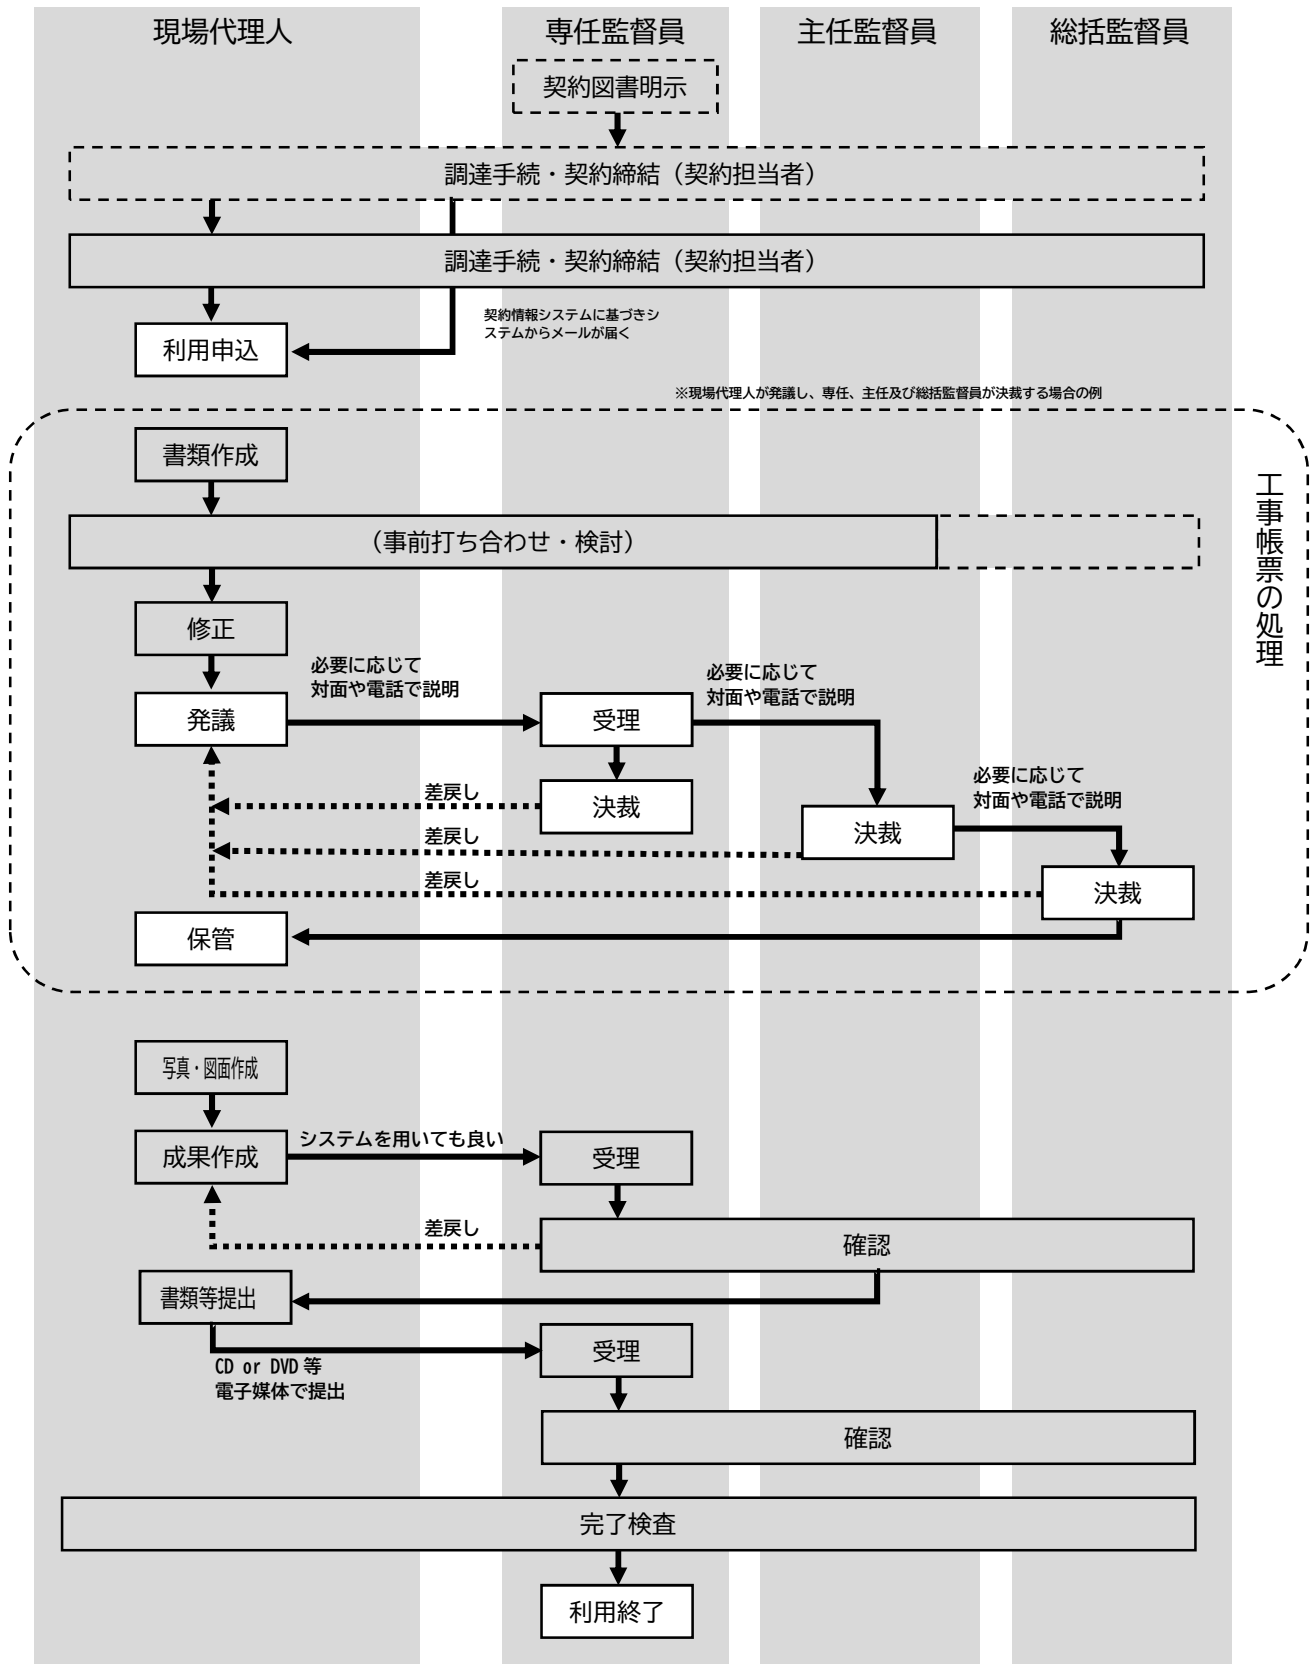 現場代理人
専任監督員
主任監督員
総括監督員
契約図書明示
調達手続・契約締結（契約担当者）
調達手続・契約締結（契約担当者）
契約情報システムに基づきシ
ステムからメールが届く
利用申込
※現場代理人が発議し、専任、主任及び総括監督員が決裁する場合の例
工事帳票の処理
書類作成
（事前打ち合わせ・検討）
修正
必要に応じて
対面や電話で説明
必要に応じて
対面や電話で説明
発議
受理
必要に応じて
対面や電話で説明
差戻し
決裁
決裁
差戻し
差戻し
決裁
保管
写真・図面作成
システムを用いても良い
成果作成
受理
差戻し
確認
書類等提出
受理
CD or DVD 等
電子媒体で提出
確認
完了検査
利用終了